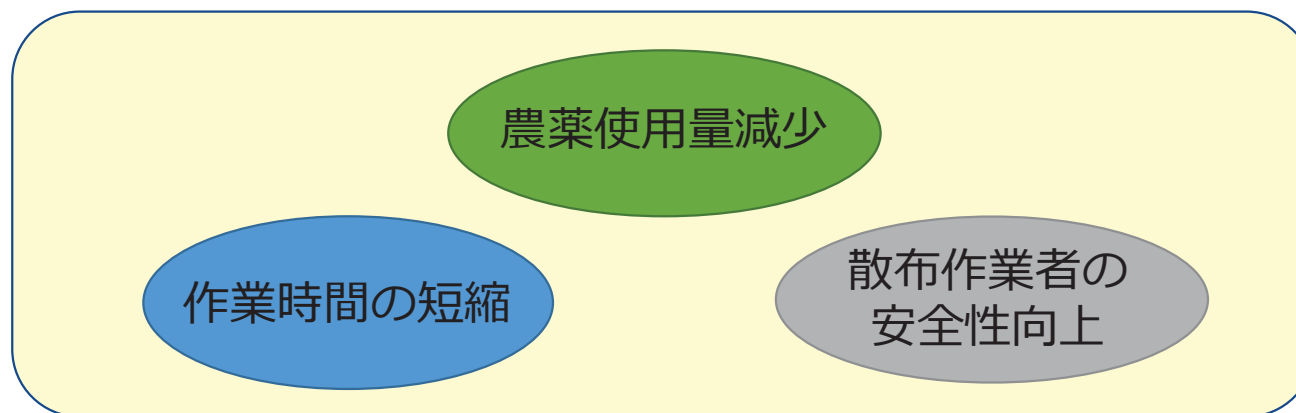 農薬使用量減少
作業時間の短縮
散布作業者の
安全性向上